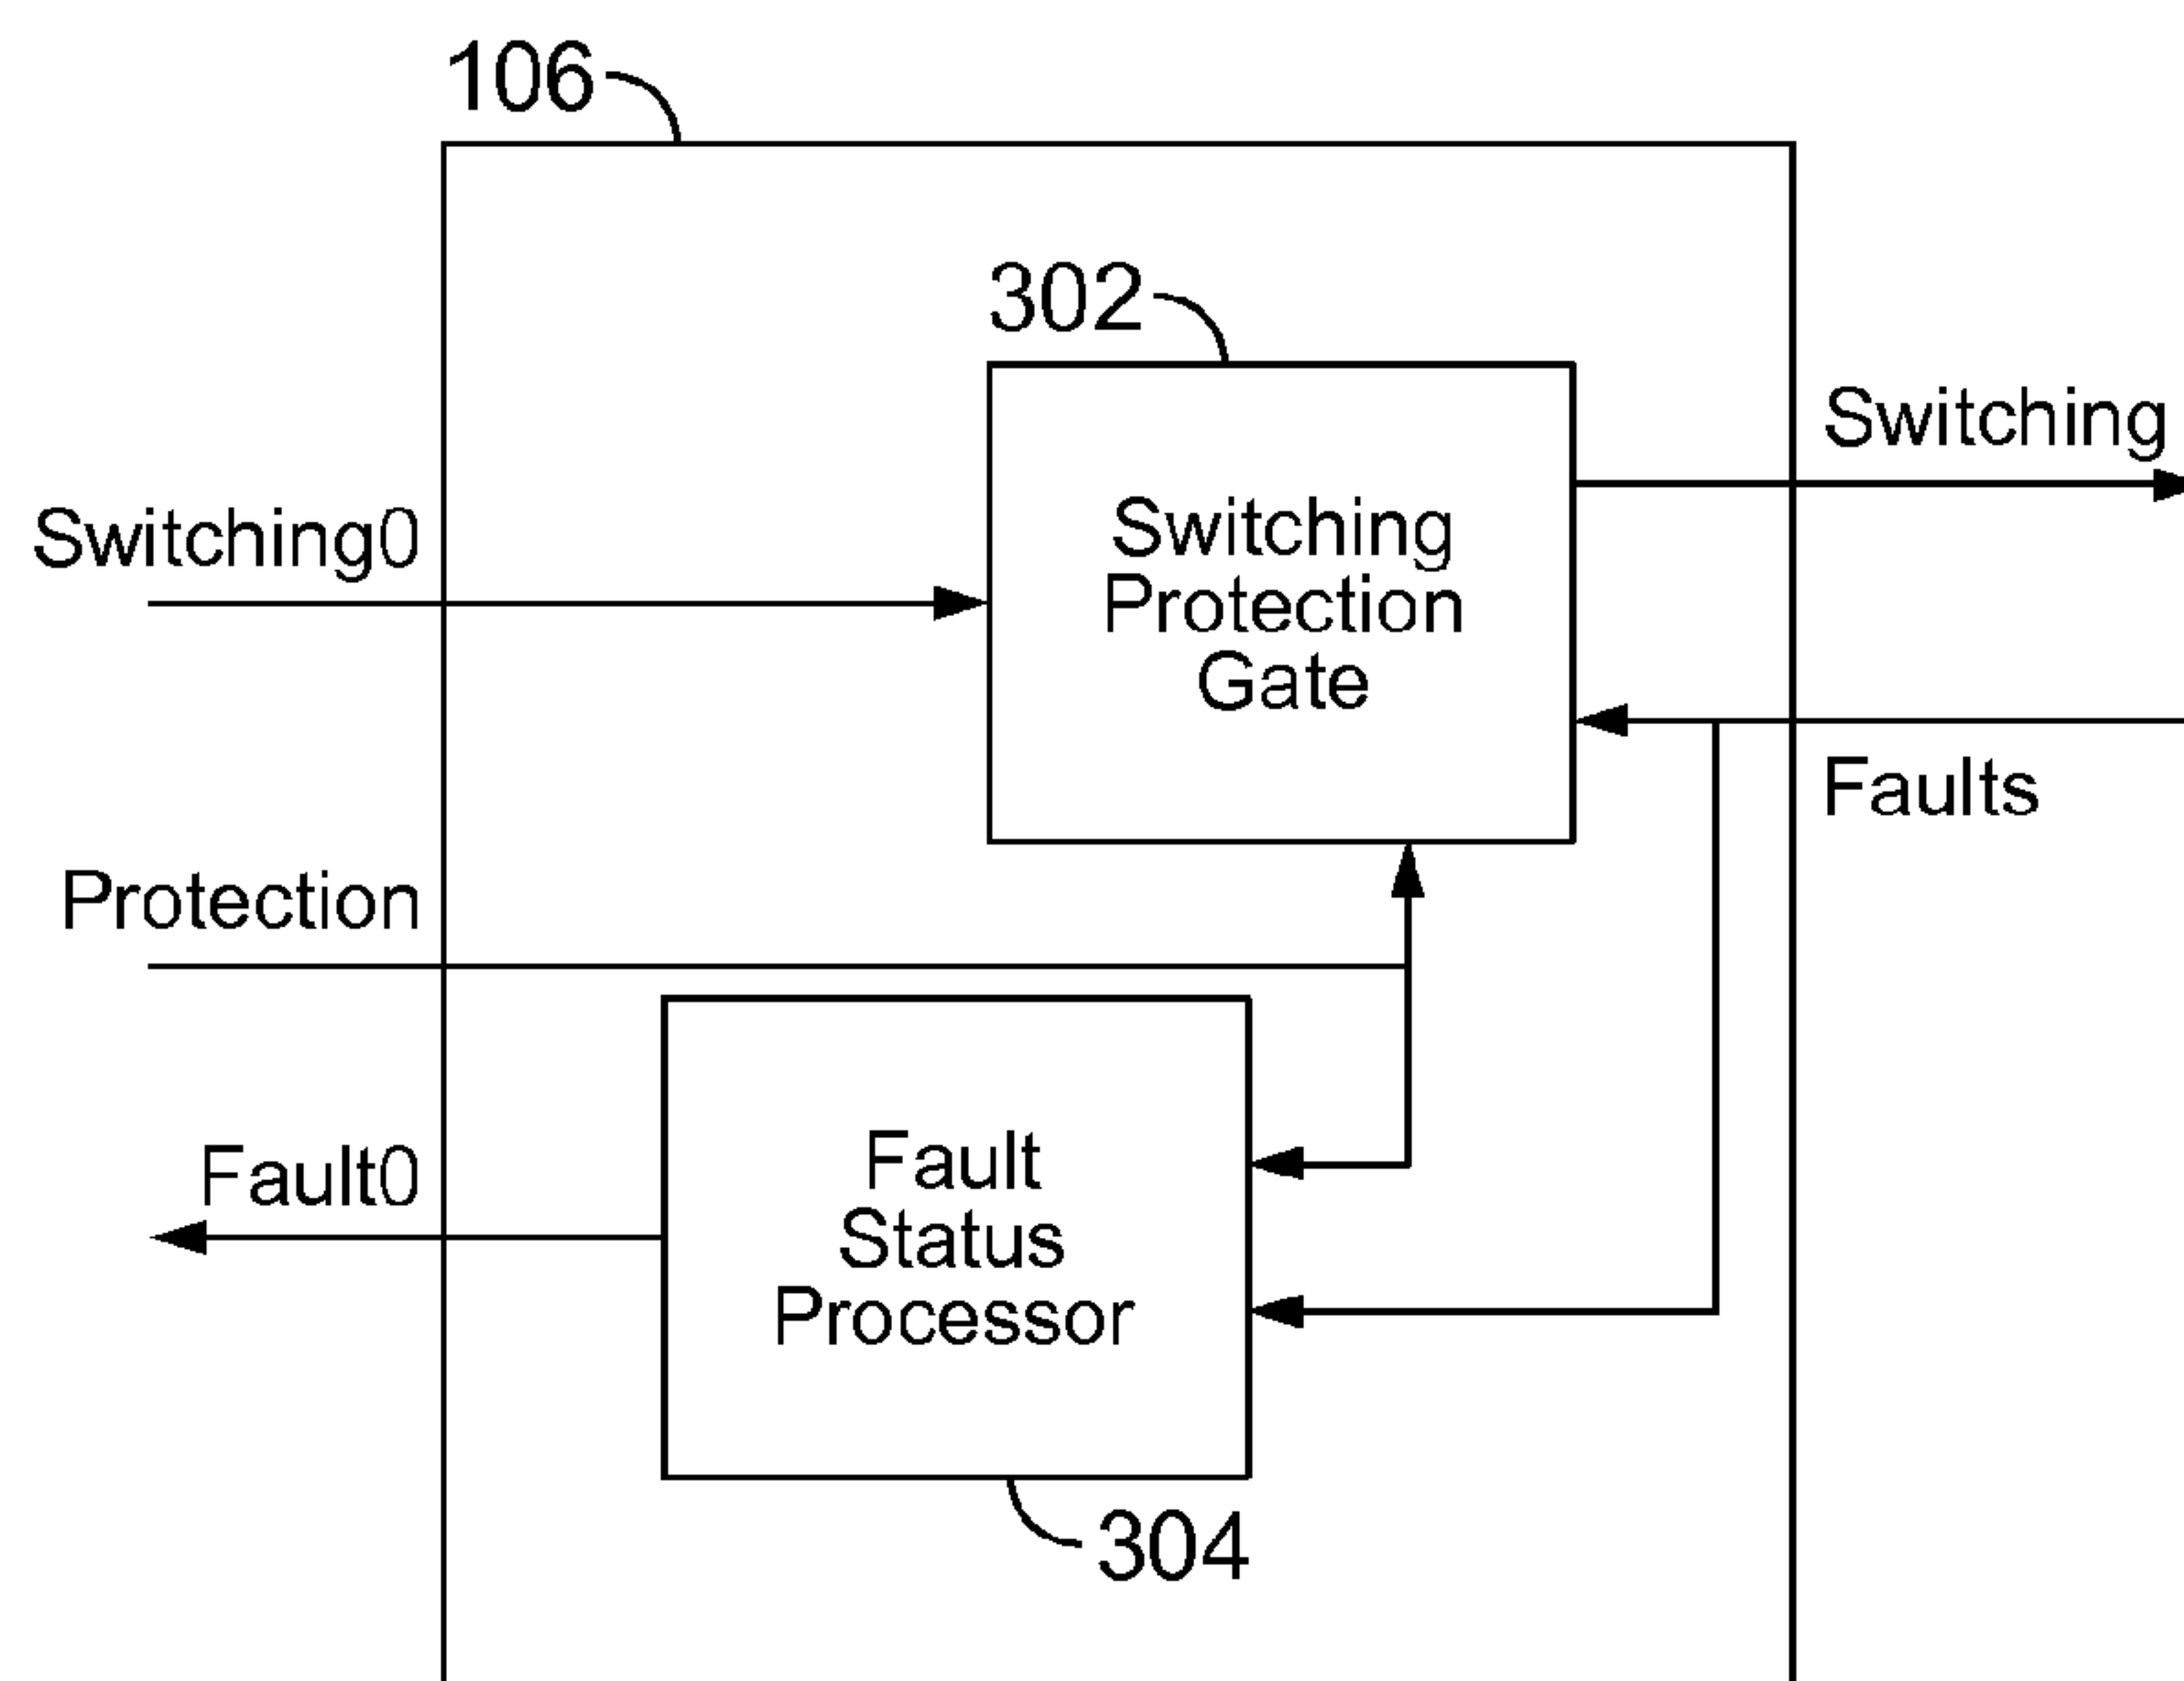 106
302
Switching
Switching0
Switching
Protection
Gate
Faults
Protection
Fault0
Fault
Status
Processor
304